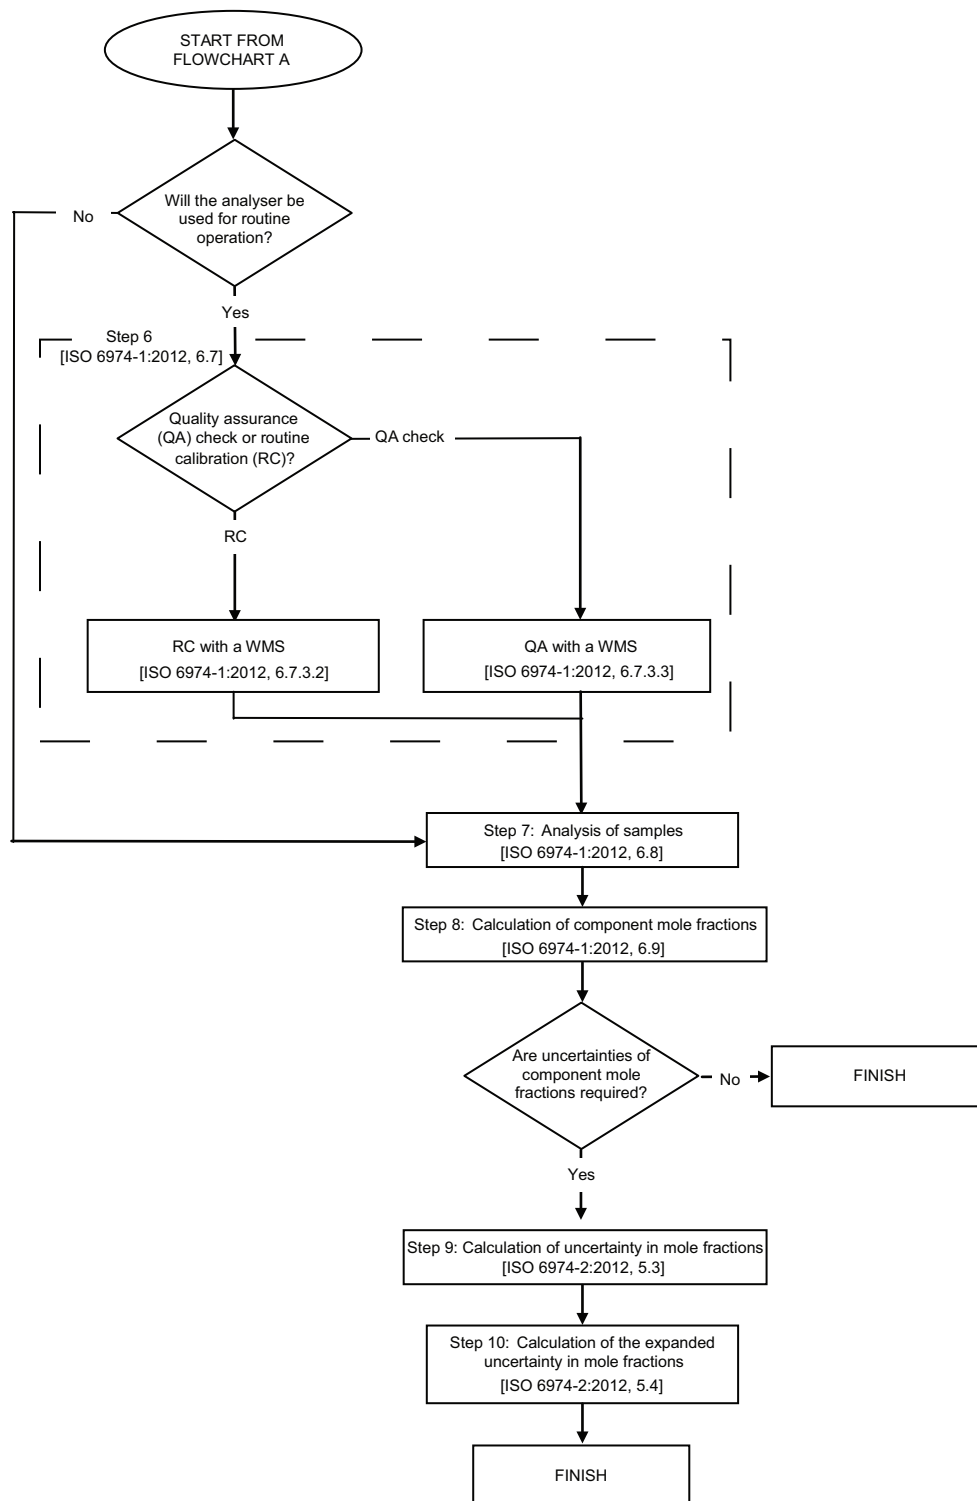 START FROM
FLOWCHART A
Will the analyser be
used for routine
operation?
No
Yes
Step 6
[ISO 6974-1:2012, 6.7]
Quality assurance
(QA) check or routine
calibration (RC)?
QA check
RC
RC with a WMS
[ISO 6974-1:2012, 6.7.3.2]
QA with a WMS
[ISO 6974-1:2012, 6.7.3.3]
Step 7: Analysis of samples
[ISO 6974-1:2012, 6.8]
Step 8: Calculation of component mole fractions
[ISO 6974-1:2012, 6.9]
Are uncertainties of
component mole
fractions required?
No
FINISH
Yes
Step 9: Calculation of uncertainty in mole fractions
[ISO 6974-2:2012, 5.3]
Step 10: Calculation of the expanded
uncertainty in mole fractions
[ISO 6974-2:2012, 5.4]
FINISH